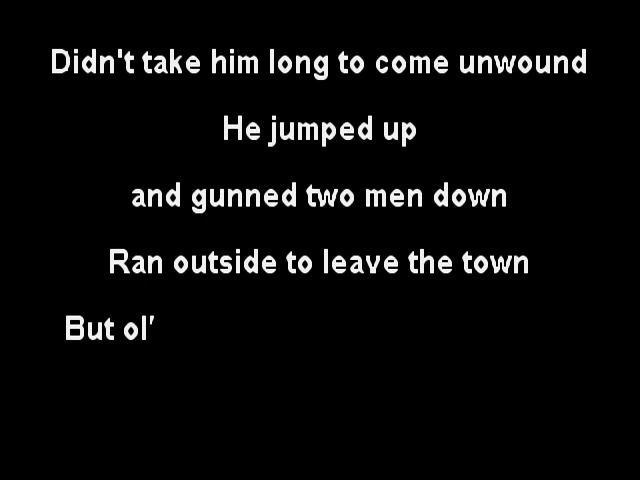 Didn't take him long to come unwound
He jumped up
and gunned two men down
Ran outside to leave the town
But ol'